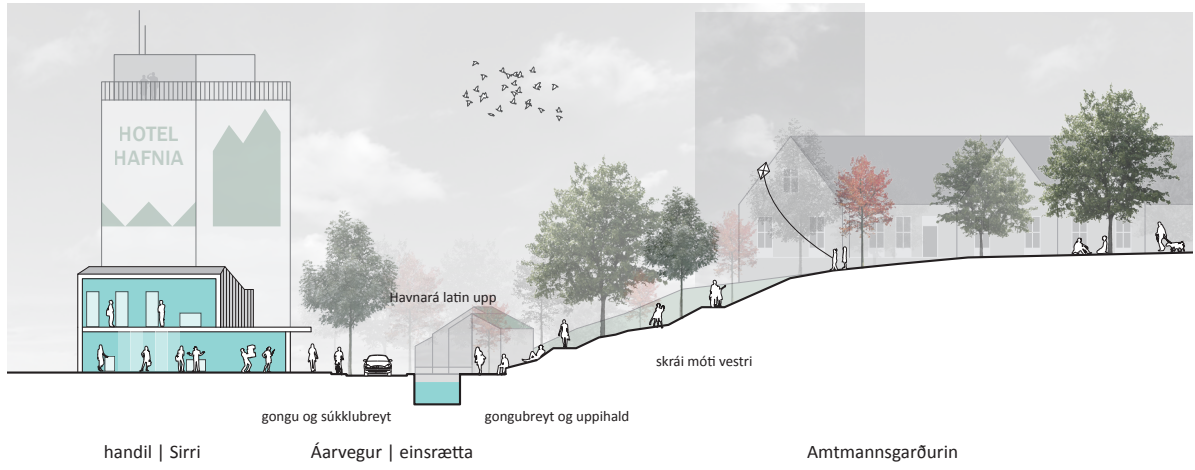 HOTEL
HAFNIA
Havnará latin upp
skrái móti vestri
gongu og súkklubreyt
gongubreyt og uppihald
handil | Sirri
Áarvegur | einsrætta
Amtmannsgarðurin